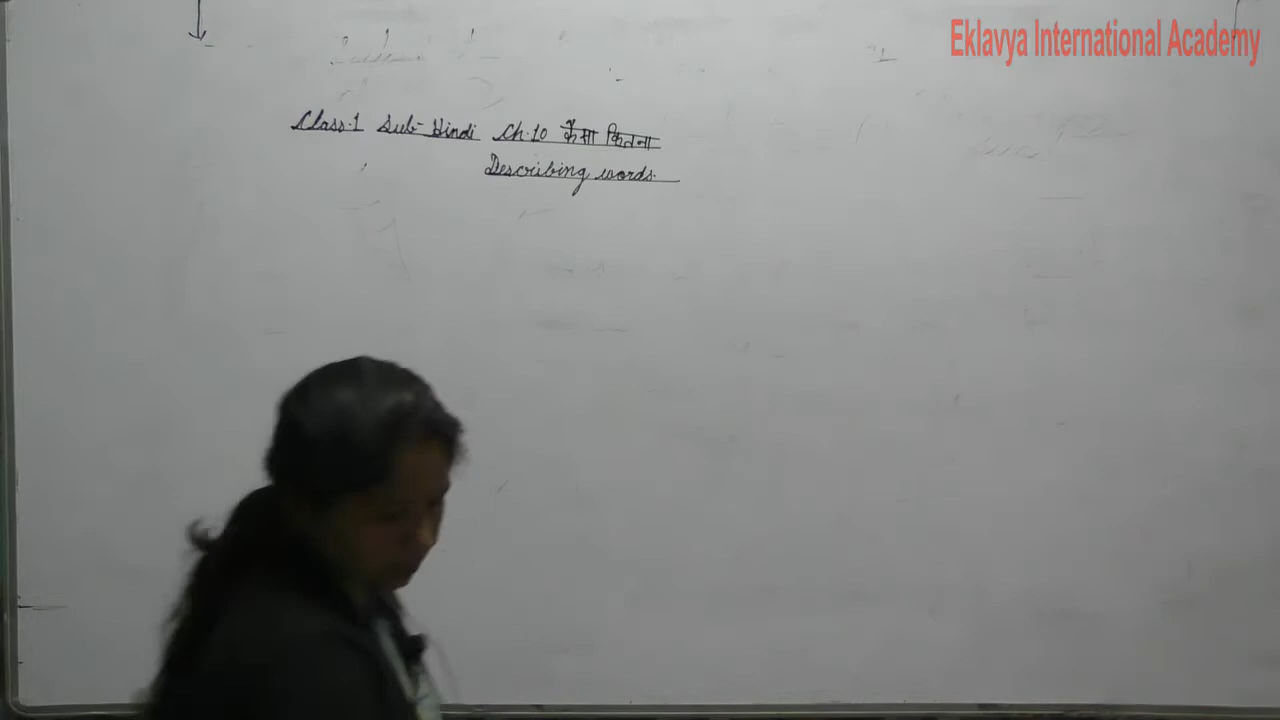 Eklavya International Academy
Class-1 Sub- Hindi Ch.10 कैसा कितना
Describing words.